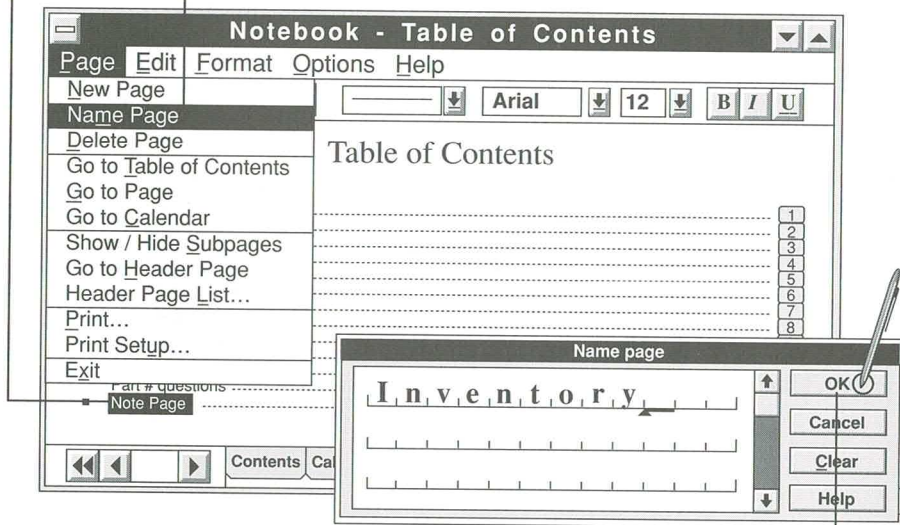 Notebook - Table of Contents
Page Edit Format Options Help
New Page
Name Page
Delete Page
Go to Table of Contents
Go to Page
Go to Calendar
Show / Hide Subpages
Go to Header Page
Header Page List...
Print...
Print Setup...
Exit
Arial 12 B I U
Table of Contents
1
2
3
4
5
6
7
8
Part # questions
Note Page
Contents
Name page
Inventory
OK
Cancel
Clear
Help